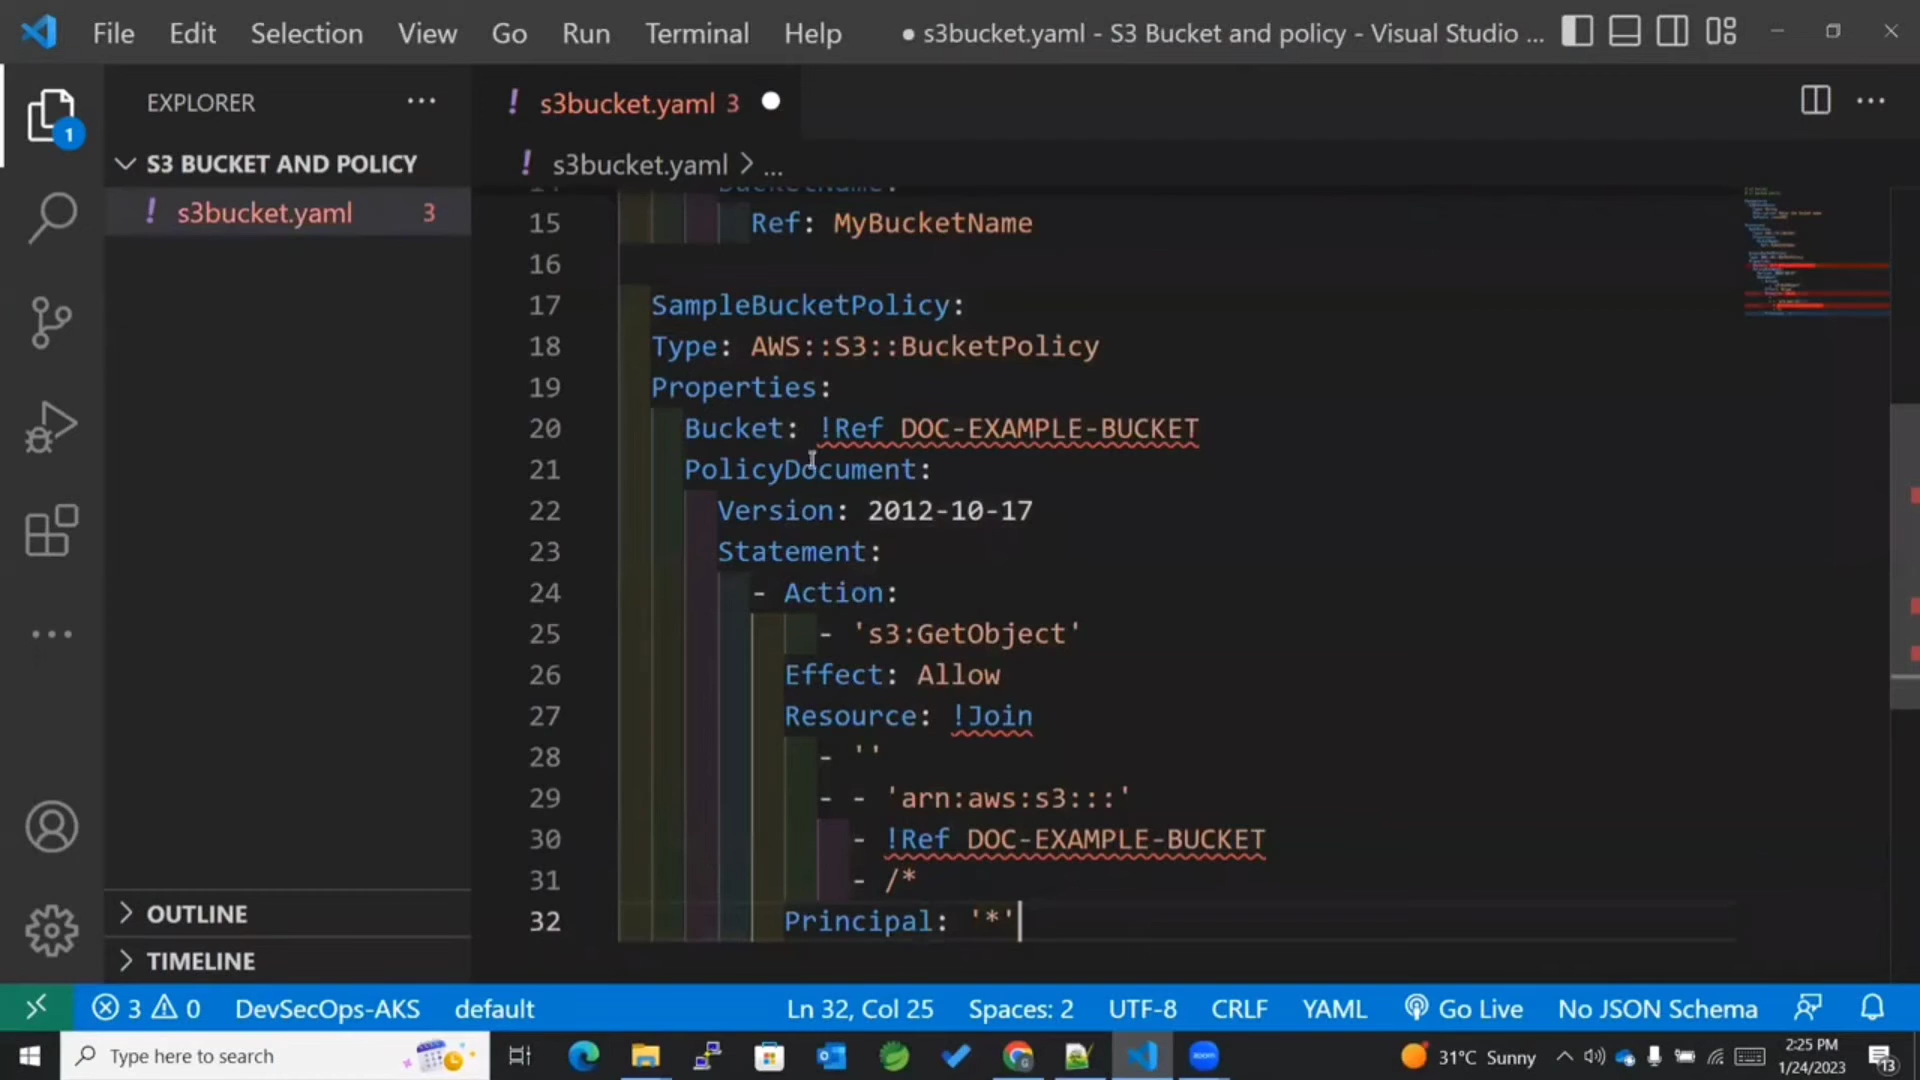 File Edit Selection View Go Run Terminal Help ● s3bucket.yaml - S3 Bucket and policy - Visual Studio ...
EXPLORER ...
! s3bucket.yaml 3
S3 BUCKET AND POLICY
! s3bucket.yaml > ...
! s3bucket.yaml 3
1
15 Ref: MyBucketName
16
17 SampleBucketPolicy:
18 Type: AWS::S3::BucketPolicy
19 Properties:
20 Bucket: !Ref DOC-EXAMPLE-BUCKET
21 PolicyDocument:
22 Version: 2012-10-17
23 Statement:
24 - Action:
25 - 's3:GetObject'
26 Effect: Allow
27 Resource: !Join
28 - ''
29 - - 'arn:aws:s3:::'
30 - !Ref DOC-EXAMPLE-BUCKET
31 - /*
32 Principal: '*'
OUTLINE
TIMELINE
3 0 DevSecOps-AKS default Ln 32, Col 25 Spaces: 2 UTF-8 CRLF YAML Go Live No JSON Schema
Type here to search
zoom
31°C Sunny
2:25 PM
1/24/2023
13